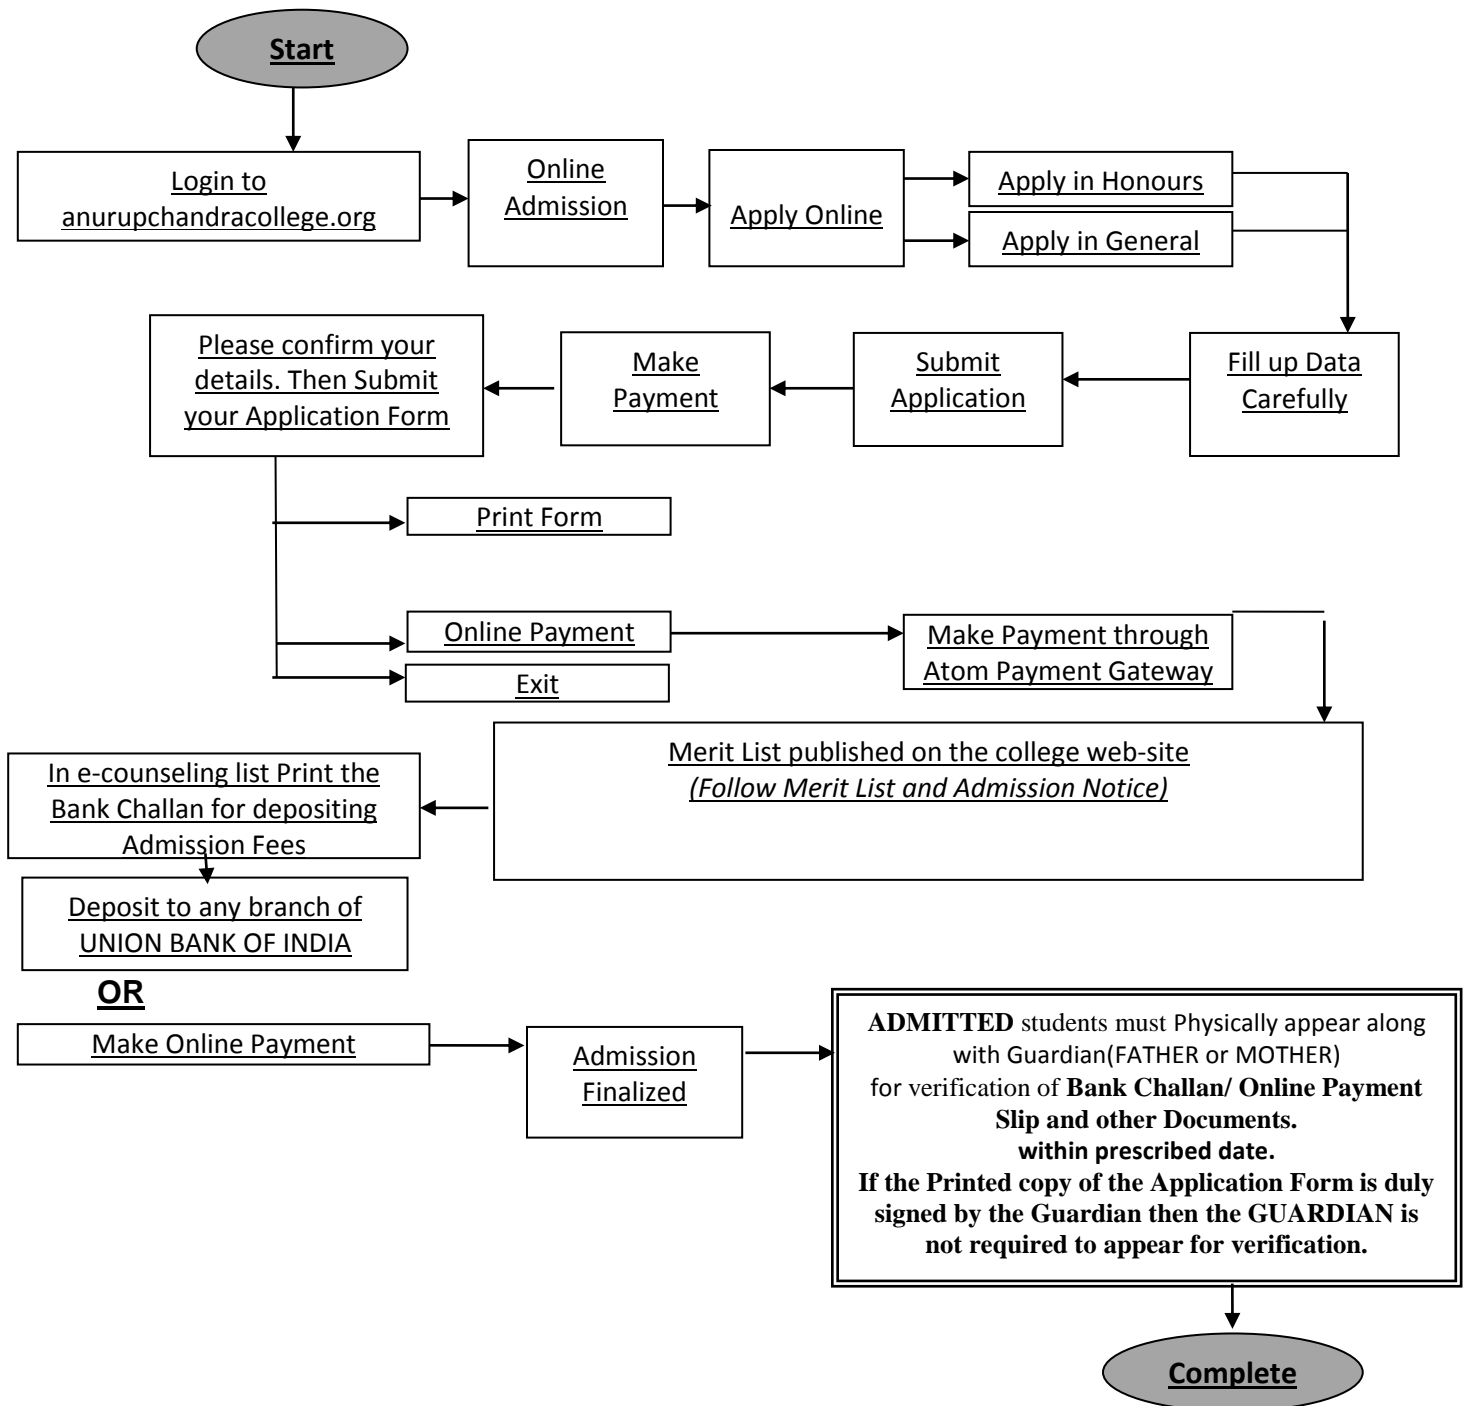 Start
Login to
anurupchandracollege.org
Online
Admission
Apply Online
Apply in Honours
Apply in General
Fill up Data
Carefully
Submit
Application
Make
Payment
Please confirm your
details. Then Submit
your Application Form
Print Form
Online Payment
Exit
Make Payment through
Atom Payment Gateway
Merit List published on the college web-site
(Follow Merit List and Admission Notice)
In e-counseling list Print the
Bank Challan for depositing
Admission Fees
Deposit to any branch of
UNION BANK OF INDIA
OR
Make Online Payment
Admission
Finalized
ADMITTED students must Physically appear along
with Guardian(FATHER or MOTHER)
for verification of Bank Challan/ Online Payment
Slip and other Documents.
within prescribed date.
If the Printed copy of the Application Form is duly
signed by the Guardian then the GUARDIAN is
not required to appear for verification.
Complete